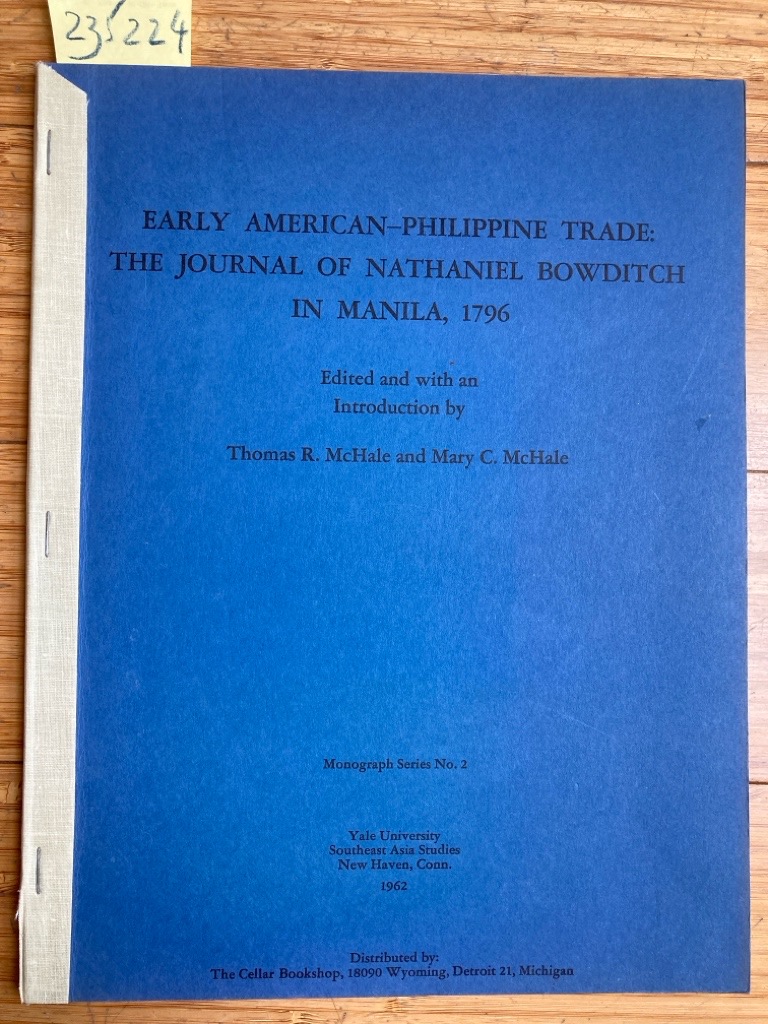 235224
EARLY AMERICAN–PHILIPPINE TRADE:
THE JOURNAL OF NATHANIEL BOWDITCH
IN MANILA, 1796
Edited and with an
Introduction by
Thomas R. McHale and Mary C. McHale
Monograph Series No. 2
Yale University
Southeast Asia Studies
New Haven, Conn.
1962
Distributed by:
The Cellar Bookshop, 18090 Wyoming, Detroit 21, Michigan